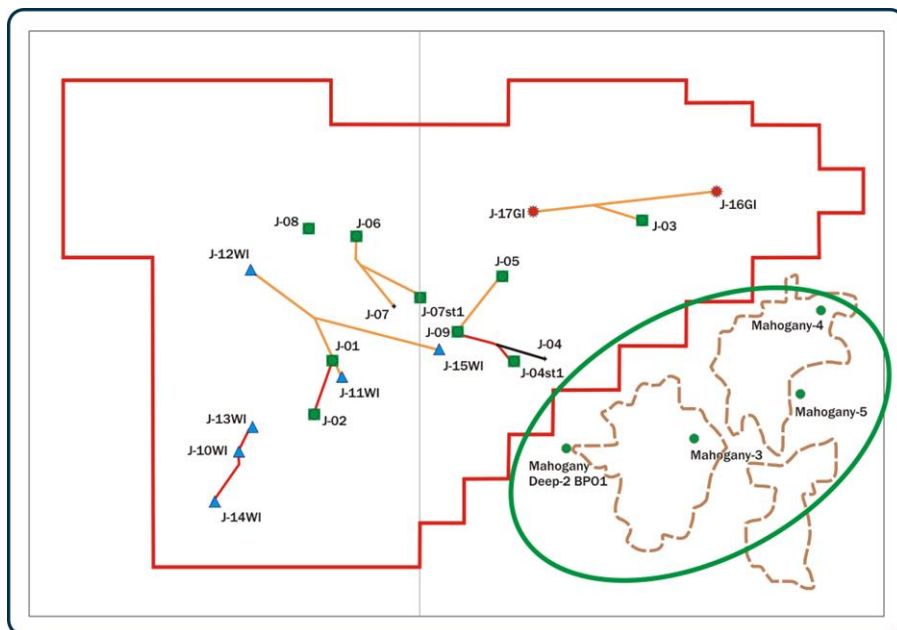 J-16GI
J-17GI
J-03
J-08
J-06
J-12WI
J-05
J-07
J-07st1
J-09
J-04
J-01
J-15WI
J-04st1
J-11WI
J-02
J-13WI
J-10WI
J-14WI
Mahogany-4
Mahogany-5
Mahogany-3
Mahogany
Deep-2 BPO1